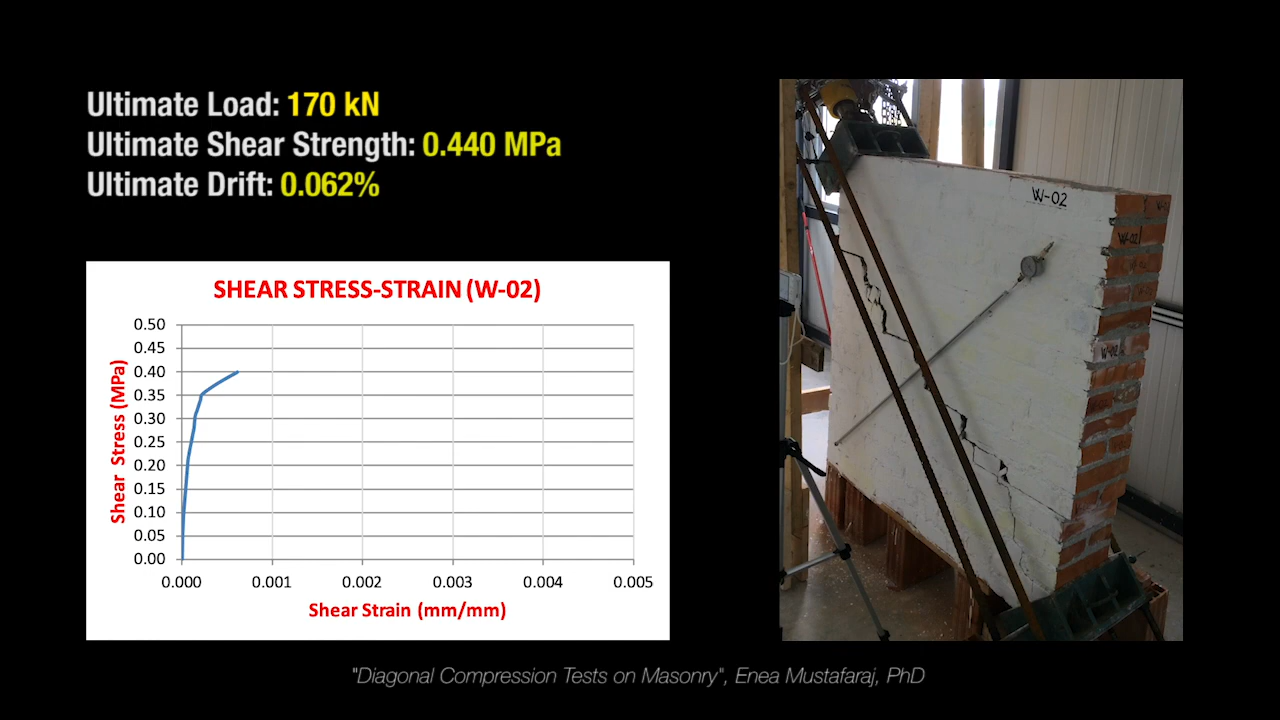 Ultimate Load: 170 kN
Ultimate Shear Strength: 0.440 MPa
Ultimate Drift: 0.062%
SHEAR STRESS-STRAIN (W-02)
Shear Stress (MPa)
0.50
0.45
0.40
0.35
0.30
0.25
0.20
0.15
0.10
0.05
0.00
0.000 0.001 0.002 0.003 0.004 0.005
Shear Strain (mm/mm)
W-02
W-02
W-02
"Diagonal Compression Tests on Masonry", Enea Mustafaraj, PhD